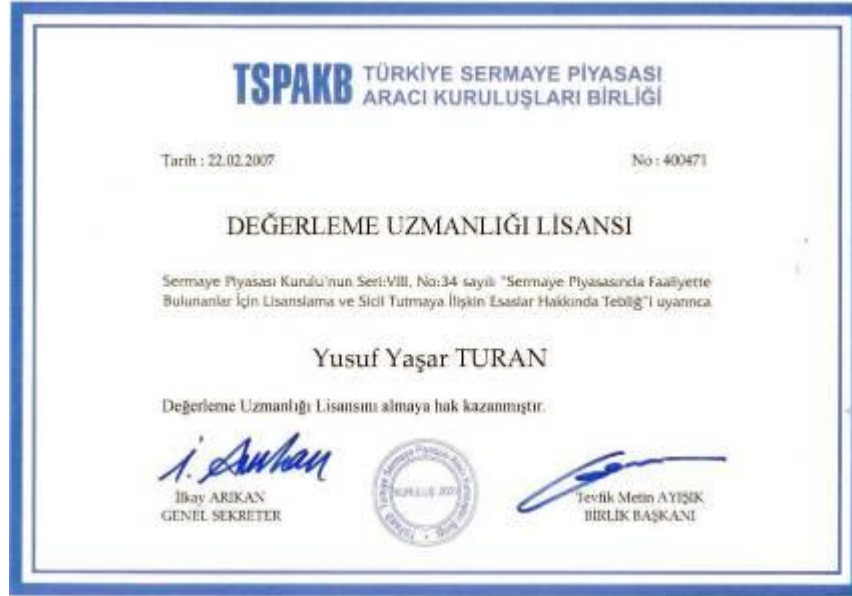 TSPAKB TÜRKİYE SERMAYE PİYASASI
ARACI KURULUŞLARI BİRLİĞİ
Tarih : 22.02.2007
No : 400471
DEĞERLEME UZMANLIĞI LİSANSI
Sermaye Piyasası Kurulu'nun Seri:VIII, No:34 sayılı "Sermaye Piyasasında Faaliyette
Bulunanlar İçin Lisanslama ve Sicil Tutmaya İlişkin Esaslar Hakkında Tebliğ"i uyarınca
Yusuf Yaşar TURAN
Değerleme Uzmanlığı Lisansını almaya hak kazanmıştır.
İlkay ARIKAN
GENEL SEKRETER
Tevfik Metin AYIŞIK
BİRLİK BAŞKANI